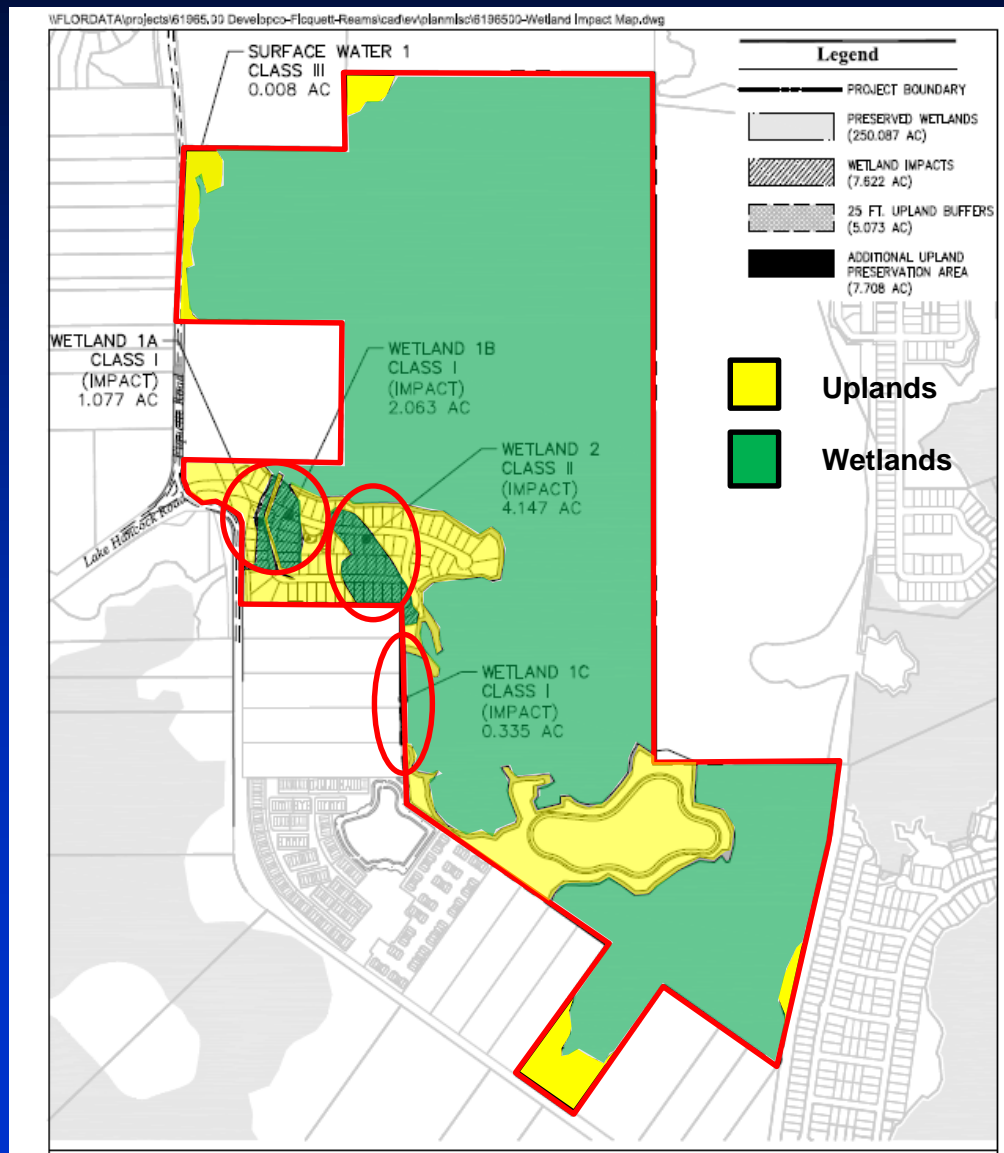 \\FLORDATA\projects\61965.00 Developco-Ficquett-Reams\cad\ev\planmisc\6196500-Wetland Impact Map.dwg
SURFACE WATER 1
CLASS III
0.008 AC
Legend
PROJECT BOUNDARY
PRESERVED WETLANDS
(250.087 AC)
WETLAND IMPACTS
(7.622 AC)
25 FT. UPLAND BUFFERS
(5.073 AC)
ADDITIONAL UPLAND
PRESERVATION AREA
(7.708 AC)
WETLAND 1A
CLASS I
(IMPACT)
1.077 AC
WETLAND 1B
CLASS I
(IMPACT)
2.063 AC
Uplands
Wetlands
WETLAND 2
CLASS II
(IMPACT)
4.147 AC
Lake Hancock Road
WETLAND 1C
CLASS I
(IMPACT)
0.335 AC